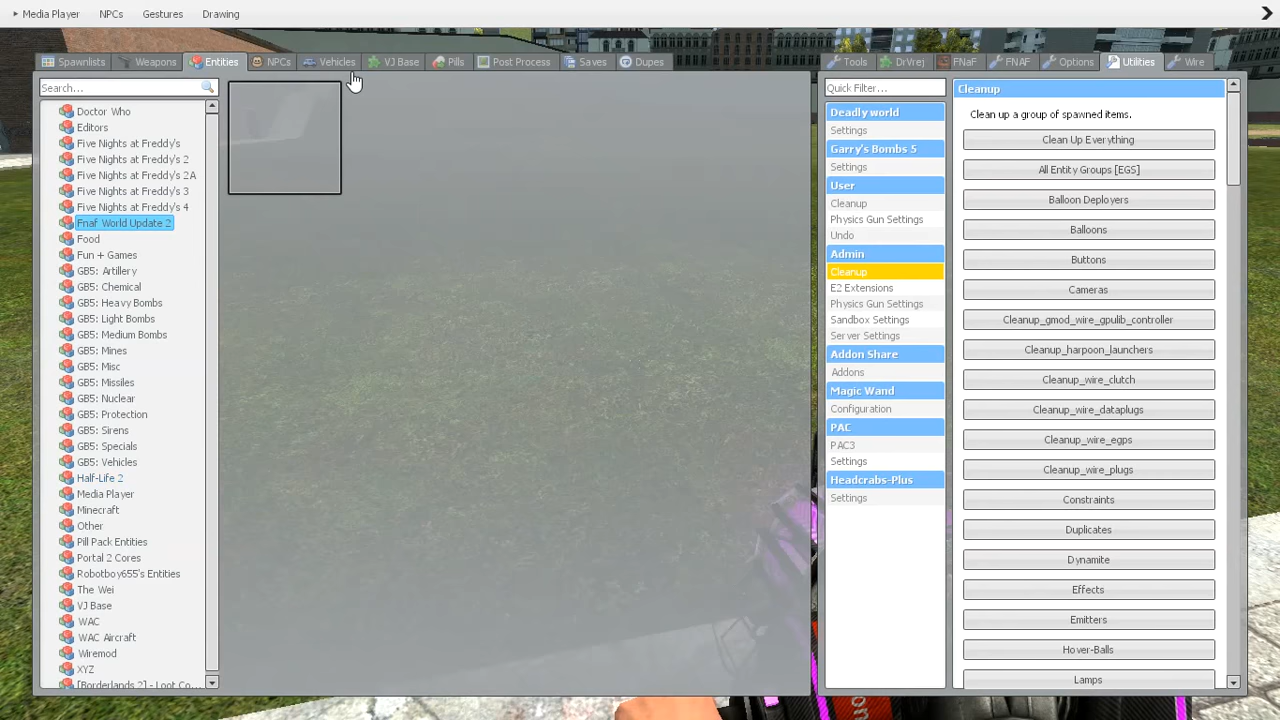 Media Player NPCs Gestures Drawing
Spawnlists Weapons Entities NPCs Vehicles VJ Base Pills Post Process Saves Dupes
Search...
Doctor Who
Editors
Five Nights at Freddy's
Five Nights at Freddy's 2
Five Nights at Freddy's 2A
Five Nights at Freddy's 3
Five Nights at Freddy's 4
Fnaf World Update 2
Food
Fun + Games
GB5: Artillery
GB5: Chemical
GB5: Heavy Bombs
GB5: Light Bombs
GB5: Medium Bombs
GB5: Mines
GB5: Misc
GB5: Missiles
GB5: Nuclear
GB5: Protection
GB5: Sirens
GB5: Specials
GB5: Vehicles
Half-Life 2
Media Player
Minecraft
Other
Pill Pack Entities
Portal 2 Cores
Robotboy655's Entities
The Wei
VJ Base
WAC
WAC Aircraft
Wiremod
XYZ
[Borderlands 2] - Loot Co...
Tools DrWrej FNaF FNAF Options Utilities Wire
Quick Filter...
Deadly world
Settings
Garry's Bombs 5
Settings
User
Cleanup
Physics Gun Settings
Undo
Admin
Cleanup
E2 Extensions
Physics Gun Settings
Sandbox Settings
Server Settings
Addon Share
Addons
Magic Wand
Configuration
PAC
PAC3
Settings
Headcrabs-Plus
Settings
Cleanup
Clean up a group of spawned items.
Clean Up Everything
All Entity Groups [EGS]
Balloon Deployers
Balloons
Buttons
Cameras
Cleanup_gmod_wire_gpulib_controller
Cleanup_harpoon_launchers
Cleanup_wire_clutch
Cleanup_wire_dataplugs
Cleanup_wire_egps
Cleanup_wire_plugs
Constraints
Duplicates
Dynamite
Effects
Emitters
Hover-Balls
Lamps